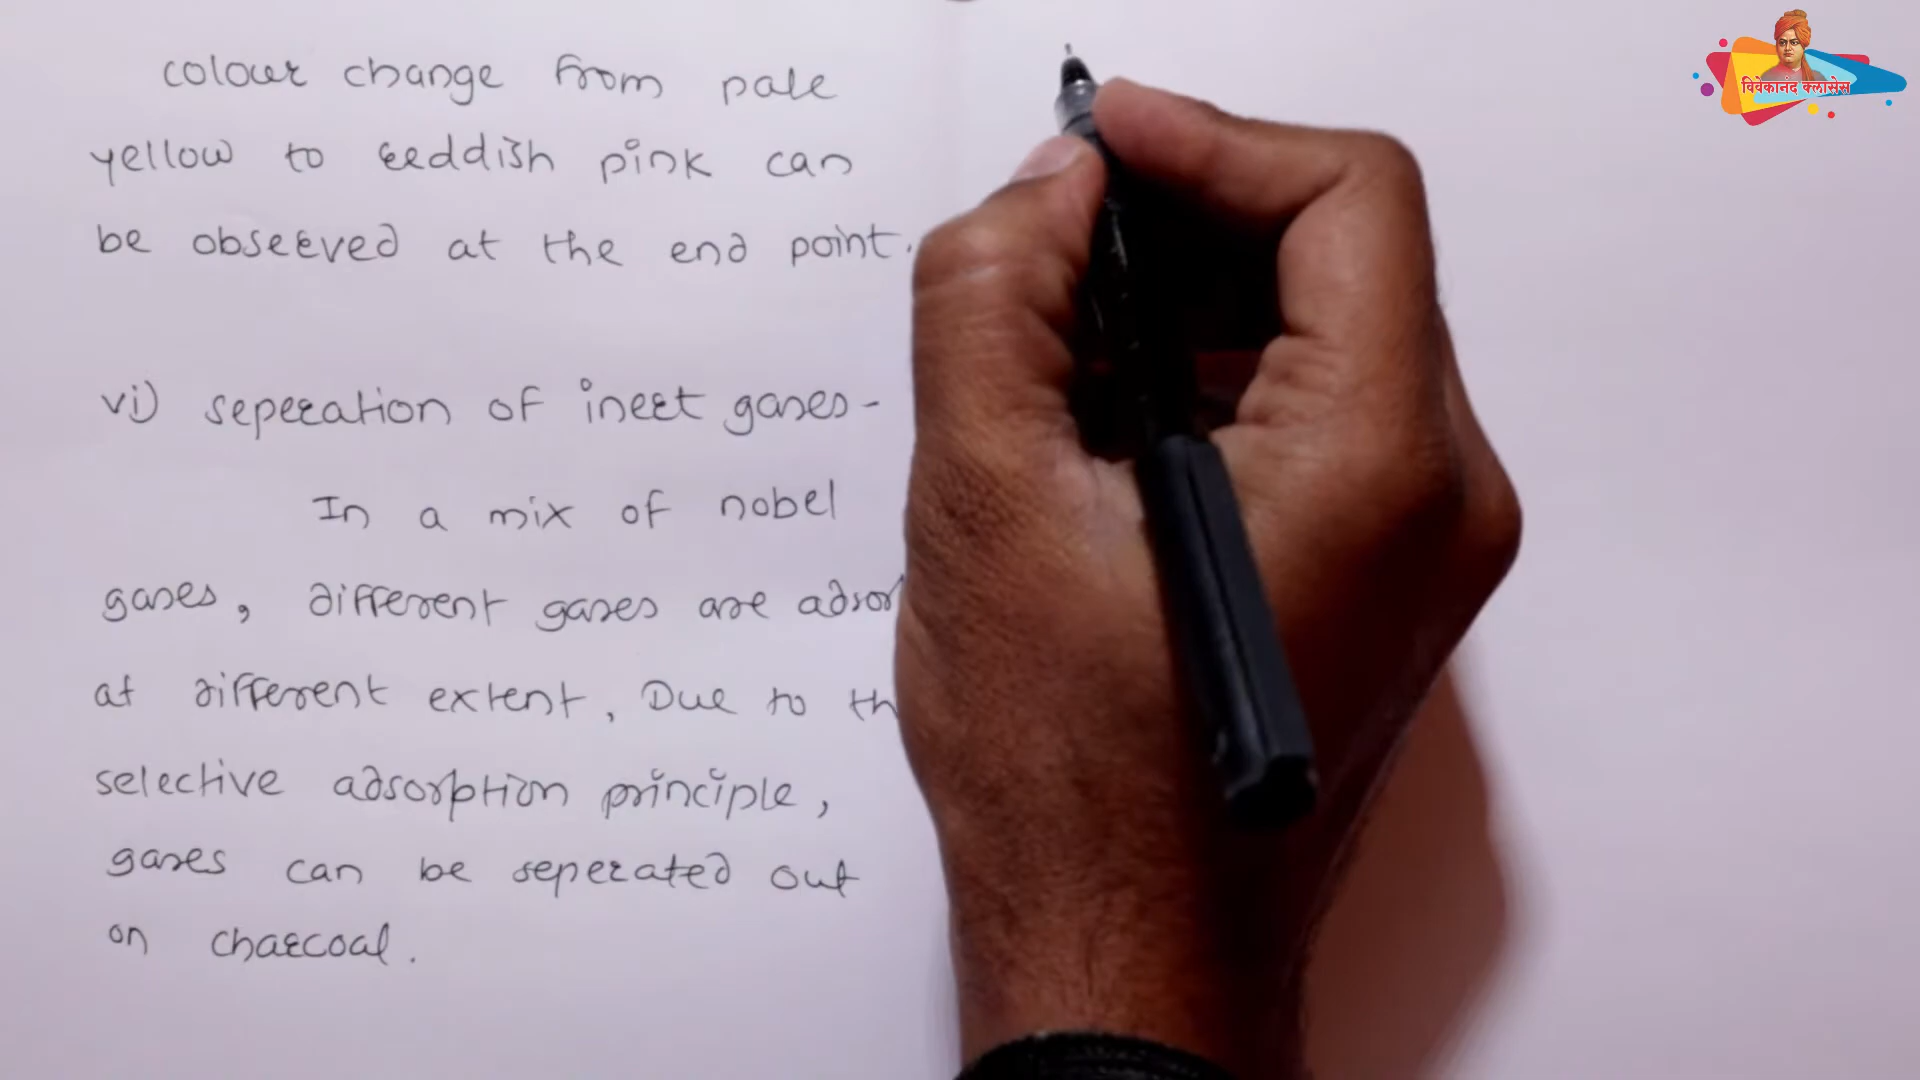 colour change from pale
yellow to reddish pink can
be observed at the end point.
vi) seperation of inert gases-
In a mix of nobel
gases, different gases are
at different extent. Due to
selective adsorption principle,
gases can be seperated out
on charcoal.
विवेकानंद क्लासेस